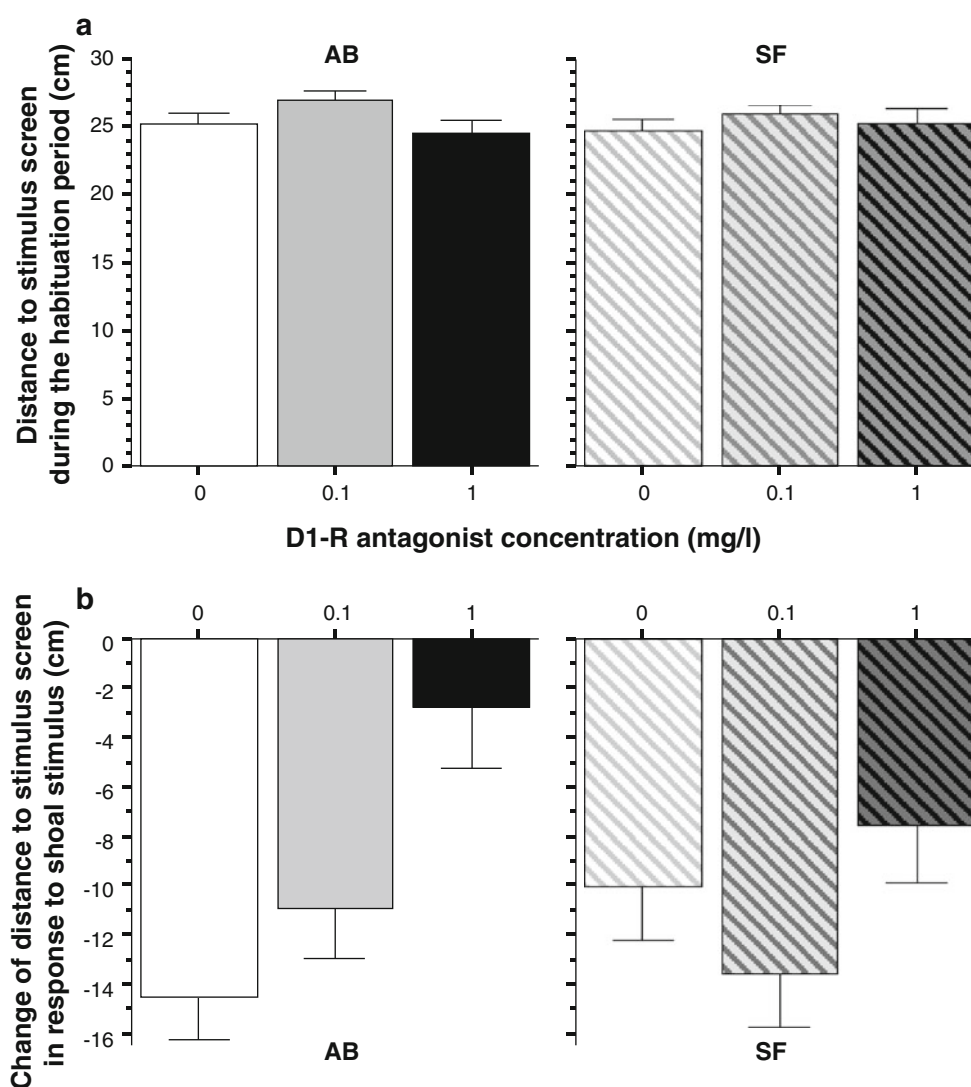 a
AB
SF
Distance to stimulus screen
during the habituation period (cm)
30
25
20
15
10
5
0
0
0.1
1
0
0.1
1
D1-R antagonist concentration (mg/l)
b
0
0.1
1
0
0.1
1
Change of distance to stimulus screen
in response to shoal stimulus (cm)
0
-2
-4
-6
-8
-10
-12
-14
-16
AB
SF